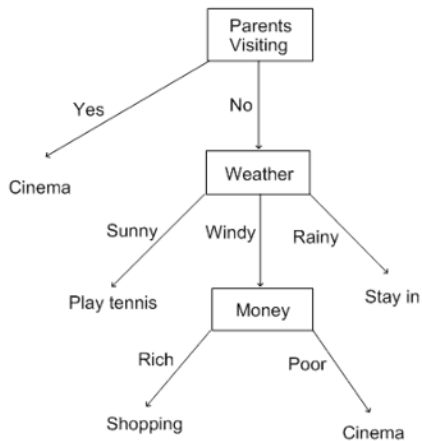 Parents
Visiting
Yes
No
Cinema
Weather
Sunny
Windy
Rainy
Play tennis
Stay in
Money
Rich
Poor
Shopping
Cinema